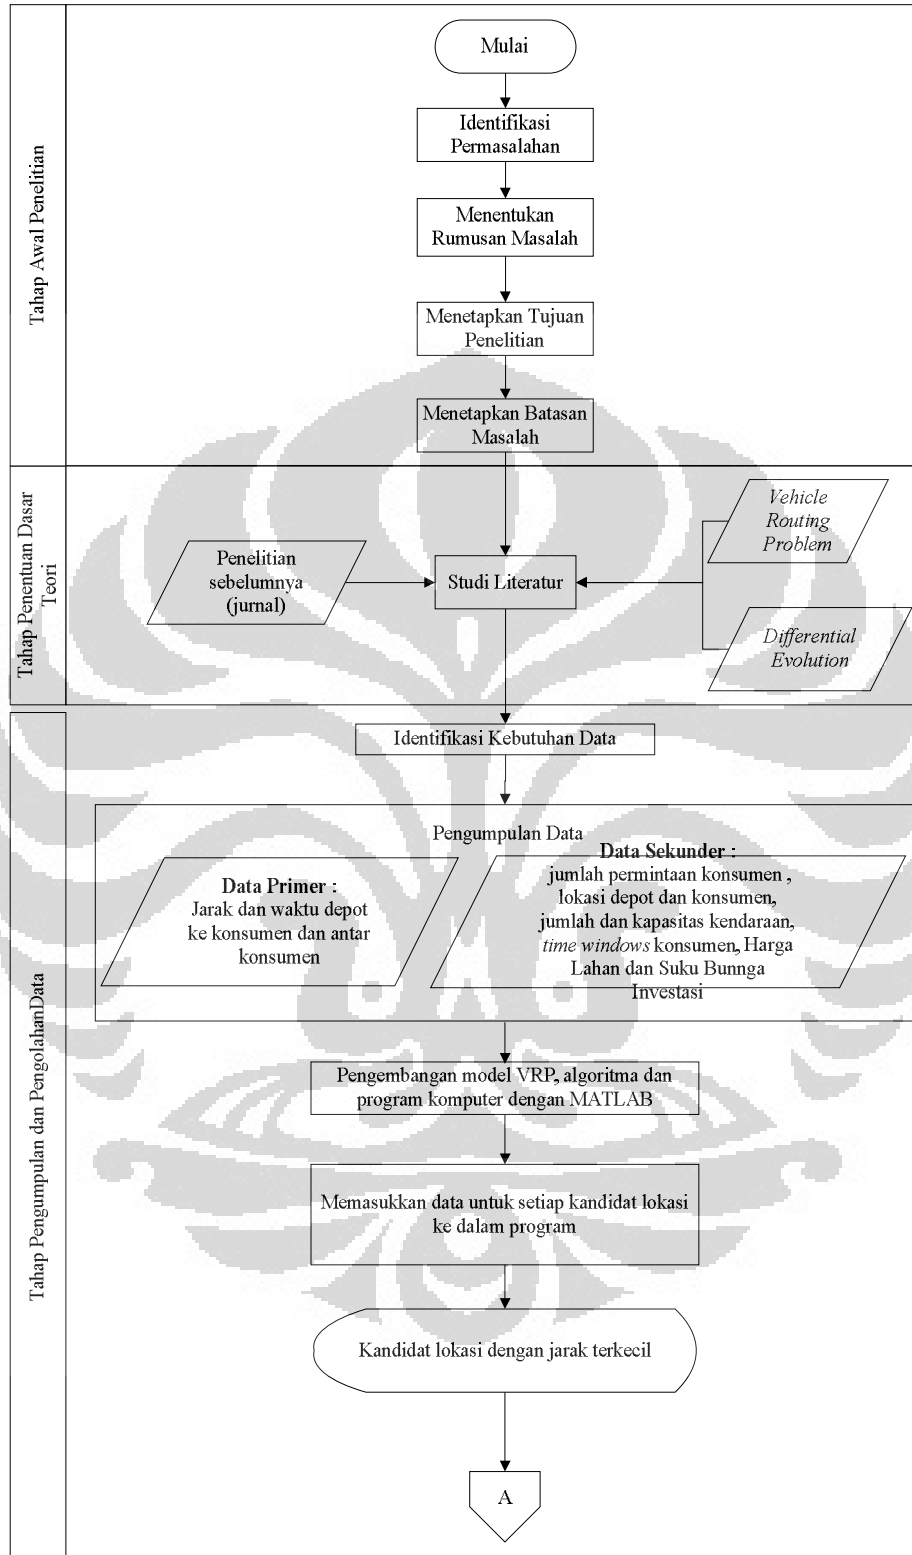 Tahap Awal Penelitian
Mulai
Identifikasi
Permasalahan
Menentukan
Rumusan Masalah
Menetapkan Tujuan
Penelitian
Menetapkan Batasan
Masalah
Tahap Penentuan Dasar
Teori
Penelitian
sebelumnya
(jurnal)
Studi Literatur
Vehicle
Routing
Problem
Differential
Evolution
Tahap Pengumpulan dan PengolahanData
Identifikasi Kebutuhan Data
Pengumpulan Data
Data Primer :
Jarak dan waktu depot
ke konsumen dan antar
konsumen
Data Sekunder :
jumlah permintaan konsumen ,
lokasi depot dan konsumen,
jumlah dan kapasitas kendaraan,
time windows konsumen, Harga
Lahan dan Suku Bunnga
Investasi
Pengembangan model VRP, algoritma dan
program komputer dengan MATLAB
Memasukkan data untuk setiap kandidat lokasi
ke dalam program
Kandidat lokasi dengan jarak terkecil
A